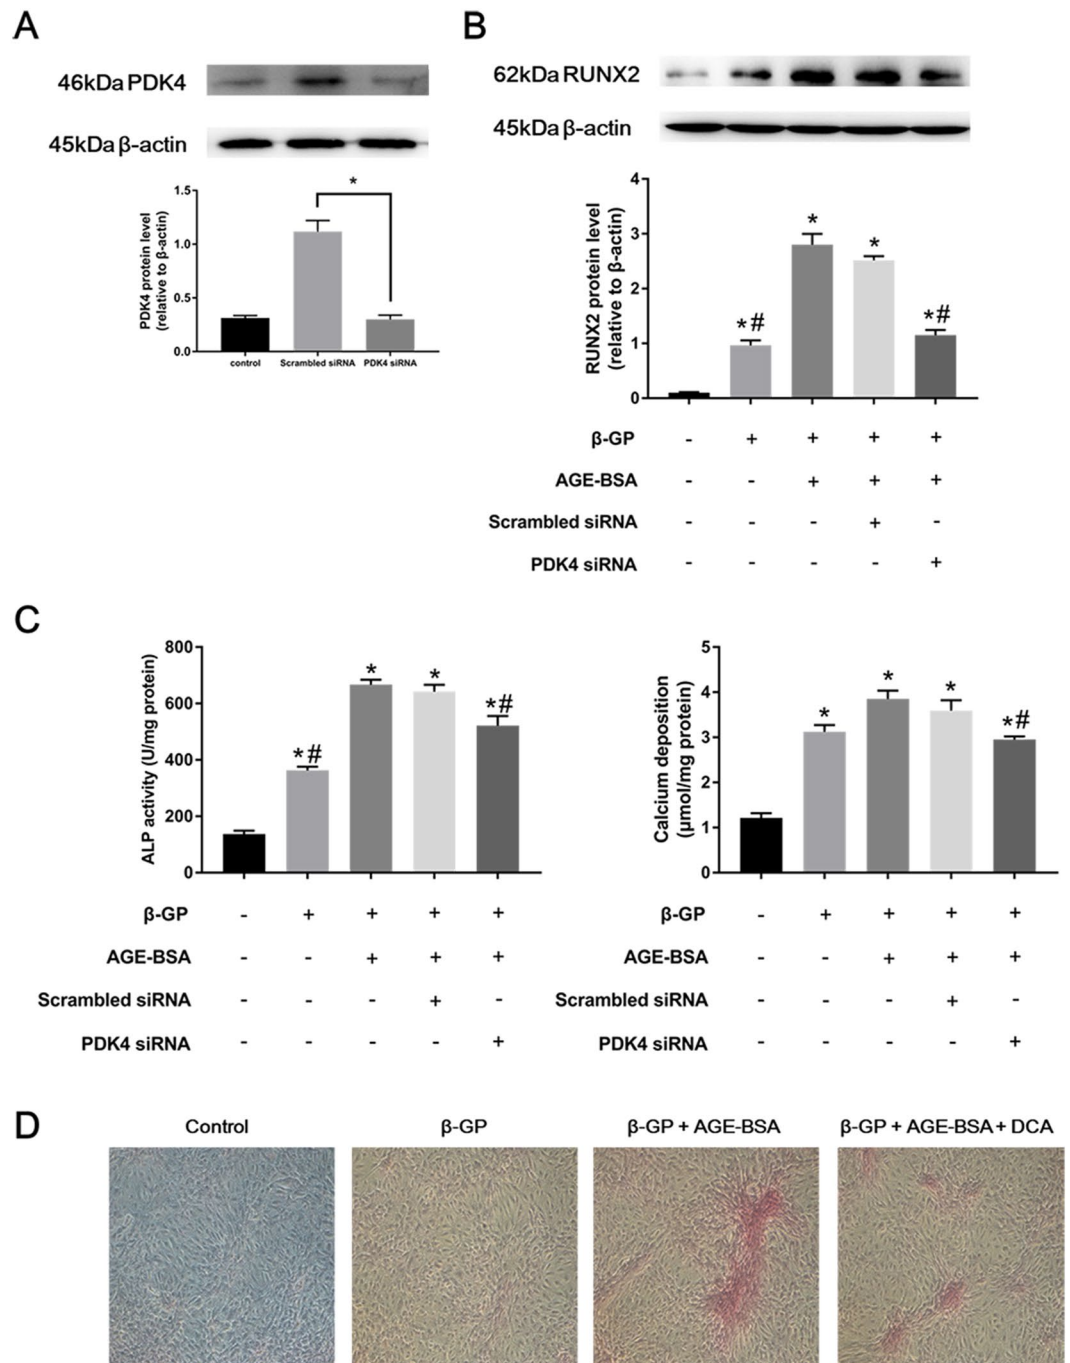 A
46kDa PDK4
45kDa β-actin
PDK4 protein level
(relative to β-actin)
1.5
*
1.0
0.5
0.0
control Scrambled siRNA PDK4 siRNA
B
62kDa RUNX2
45kDa β-actin
RUNX2 protein level
(relative to β-actin)
4
3
2
1
0
*# * * *#
β-GP - + + + +
AGE-BSA - - + + +
Scrambled siRNA - - - + -
PDK4 siRNA - - - - +
C
ALP activity (U/mg protein)
800
600
400
200
0
*# * * *#
β-GP - + + + +
AGE-BSA - - + + +
Scrambled siRNA - - - + -
PDK4 siRNA - - - - +
Calcium deposition
(μmol/mg protein)
5
4
3
2
1
0
* * * *#
β-GP - + + + +
AGE-BSA - - + + +
Scrambled siRNA - - - + -
PDK4 siRNA - - - - +
D
Control β-GP β-GP + AGE-BSA β-GP + AGE-BSA + DCA